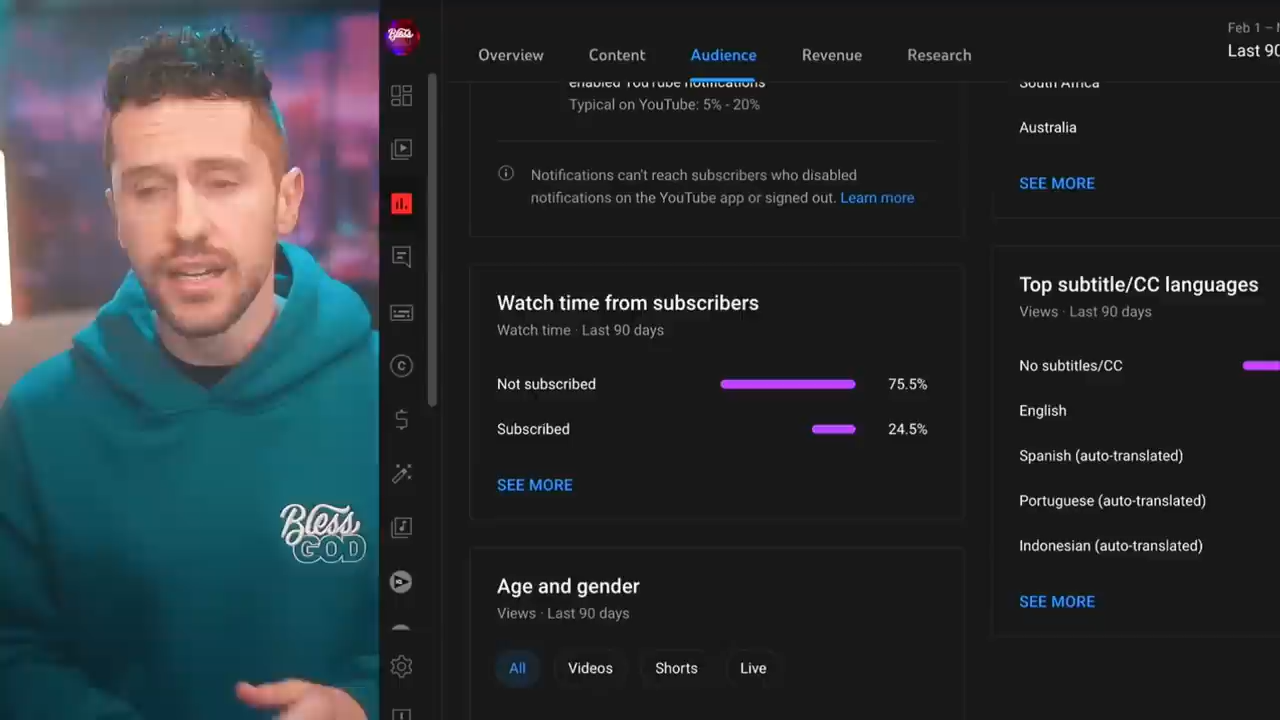 Bless
Feb 1 –
Last 90
Overview
Content
Audience
Revenue
Research
enabled YouTube notifications
Typical on YouTube: 5% - 20%
Notifications can't reach subscribers who disabled
notifications on the YouTube app or signed out. Learn more
South Africa
Australia
SEE MORE
Watch time from subscribers
Watch time · Last 90 days
Not subscribed
75.5%
Subscribed
24.5%
SEE MORE
Top subtitle/CC languages
Views · Last 90 days
No subtitles/CC
English
Spanish (auto-translated)
Portuguese (auto-translated)
Indonesian (auto-translated)
SEE MORE
Age and gender
Views · Last 90 days
All
Videos
Shorts
Live
Bless
GOD